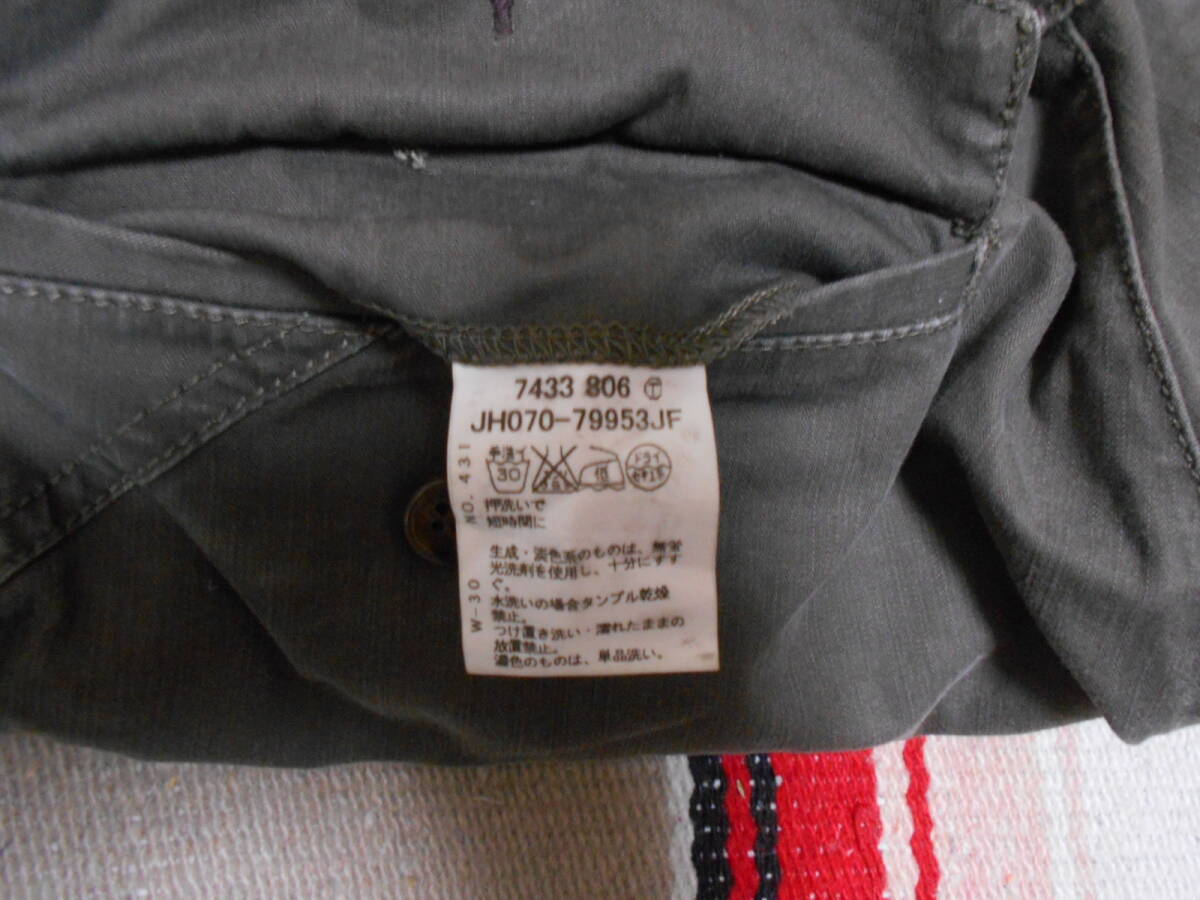 7433 806 Ⓣ
JH070-79953JF
手洗イ
30
低
ドライ
セキユ系
押洗いで
短時間に
生成・淡色系のものは、無蛍
光洗剤を使用し、十分にすす
ぐ。
水洗いの場合タンブル乾燥
禁止。
つけ置き洗い・濡れたままの
放置禁止。
濃色のものは、単品洗い。
W-30
NO. 431